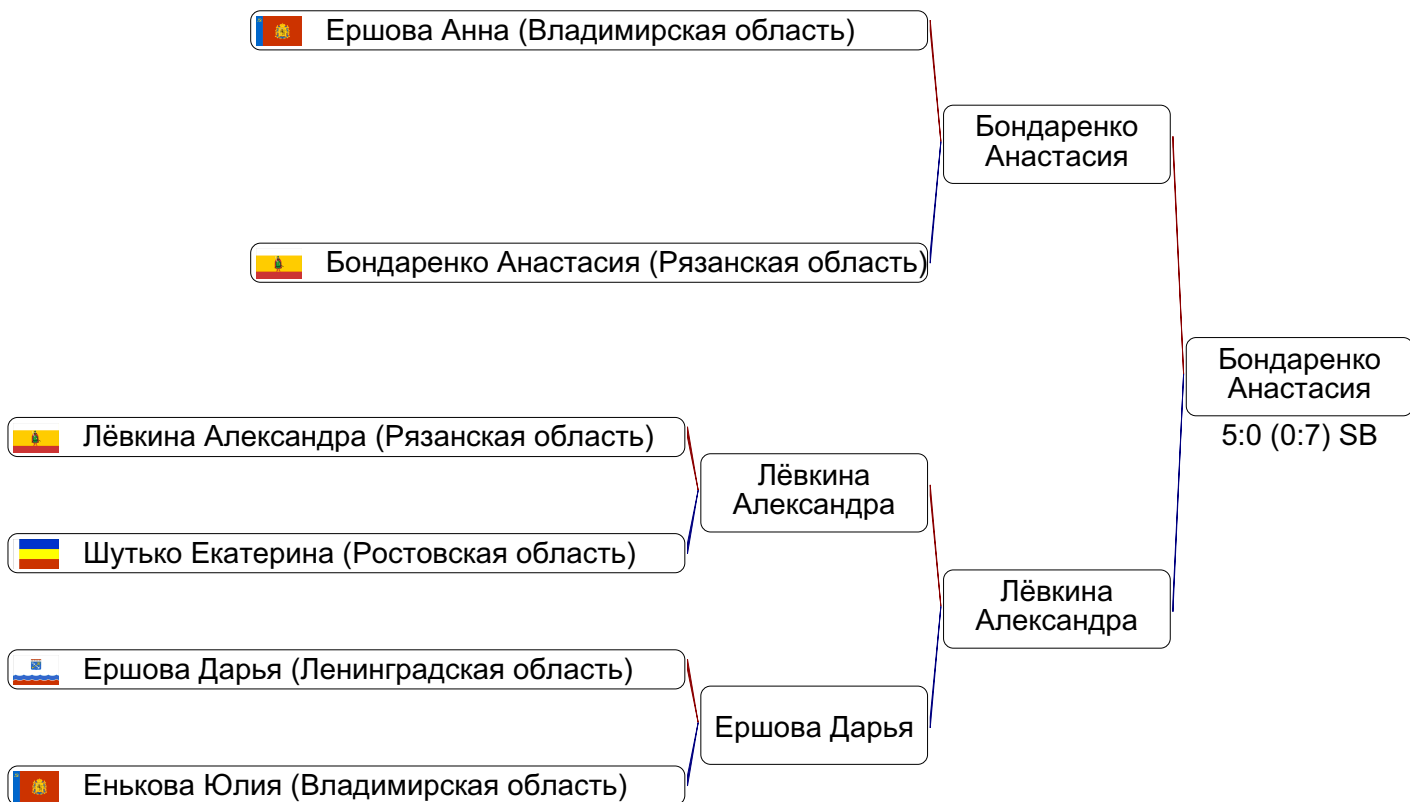 Ершова Анна (Владимирская область)
Бондаренко
Анастасия
Бондаренко Анастасия (Рязанская область)
Бондаренко
Анастасия
5:0 (0:7) SB
Лёвкина Александра (Рязанская область)
Лёвкина
Александра
Шутько Екатерина (Ростовская область)
Лёвкина
Александра
Ершова Дарья (Ленинградская область)
Ершова Дарья
Енькова Юлия (Владимирская область)